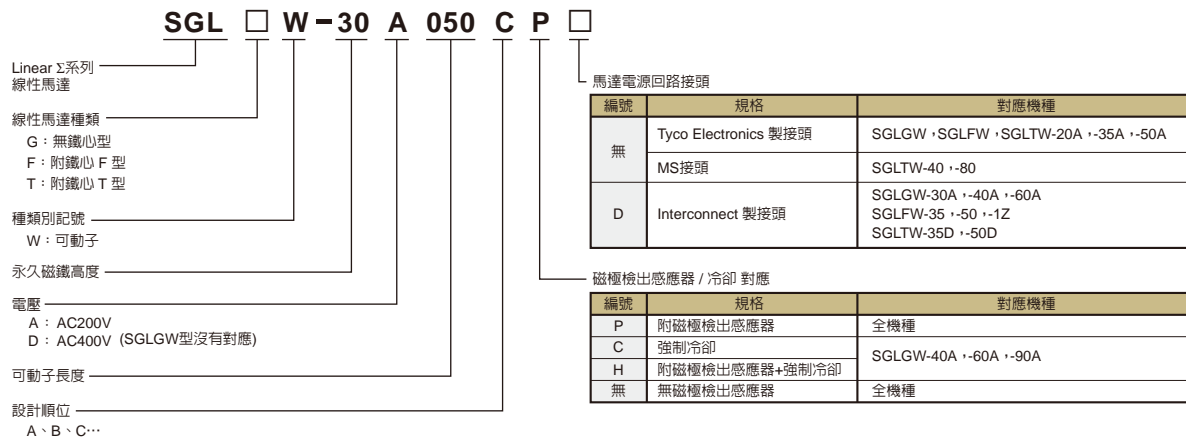 SGL □ W-30 A 050 C P □
Linear Σ系列
線性馬達
線性馬達種類
G：無鐵心型
F：附鐵心 F 型
T：附鐵心 T 型
種類別記號
W：可動子
永久磁鐵高度
電壓
A： AC200V
D： AC400V (SGLGW型沒有對應)
可動子長度
設計順位
A、B、C…
馬達電源回路接頭
編號 規格 對應機種
無 Tyco Electronics 製接頭 SGLGW，SGLFW，SGLTW-20A，-35A，-50A
MS接頭 SGLTW-40，-80
D Interconnect 製接頭 SGLGW-30A，-40A，-60A
SGLFW-35，-50，-1Z
SGLTW-35D，-50D
磁極檢出感應器 / 冷卻 對應
編號 規格 對應機種
P 附磁極檢出感應器 全機種
C 強制冷卻 SGLGW-40A，-60A，-90A
H 附磁極檢出感應器+強制冷卻
無 無磁極檢出感應器 全機種